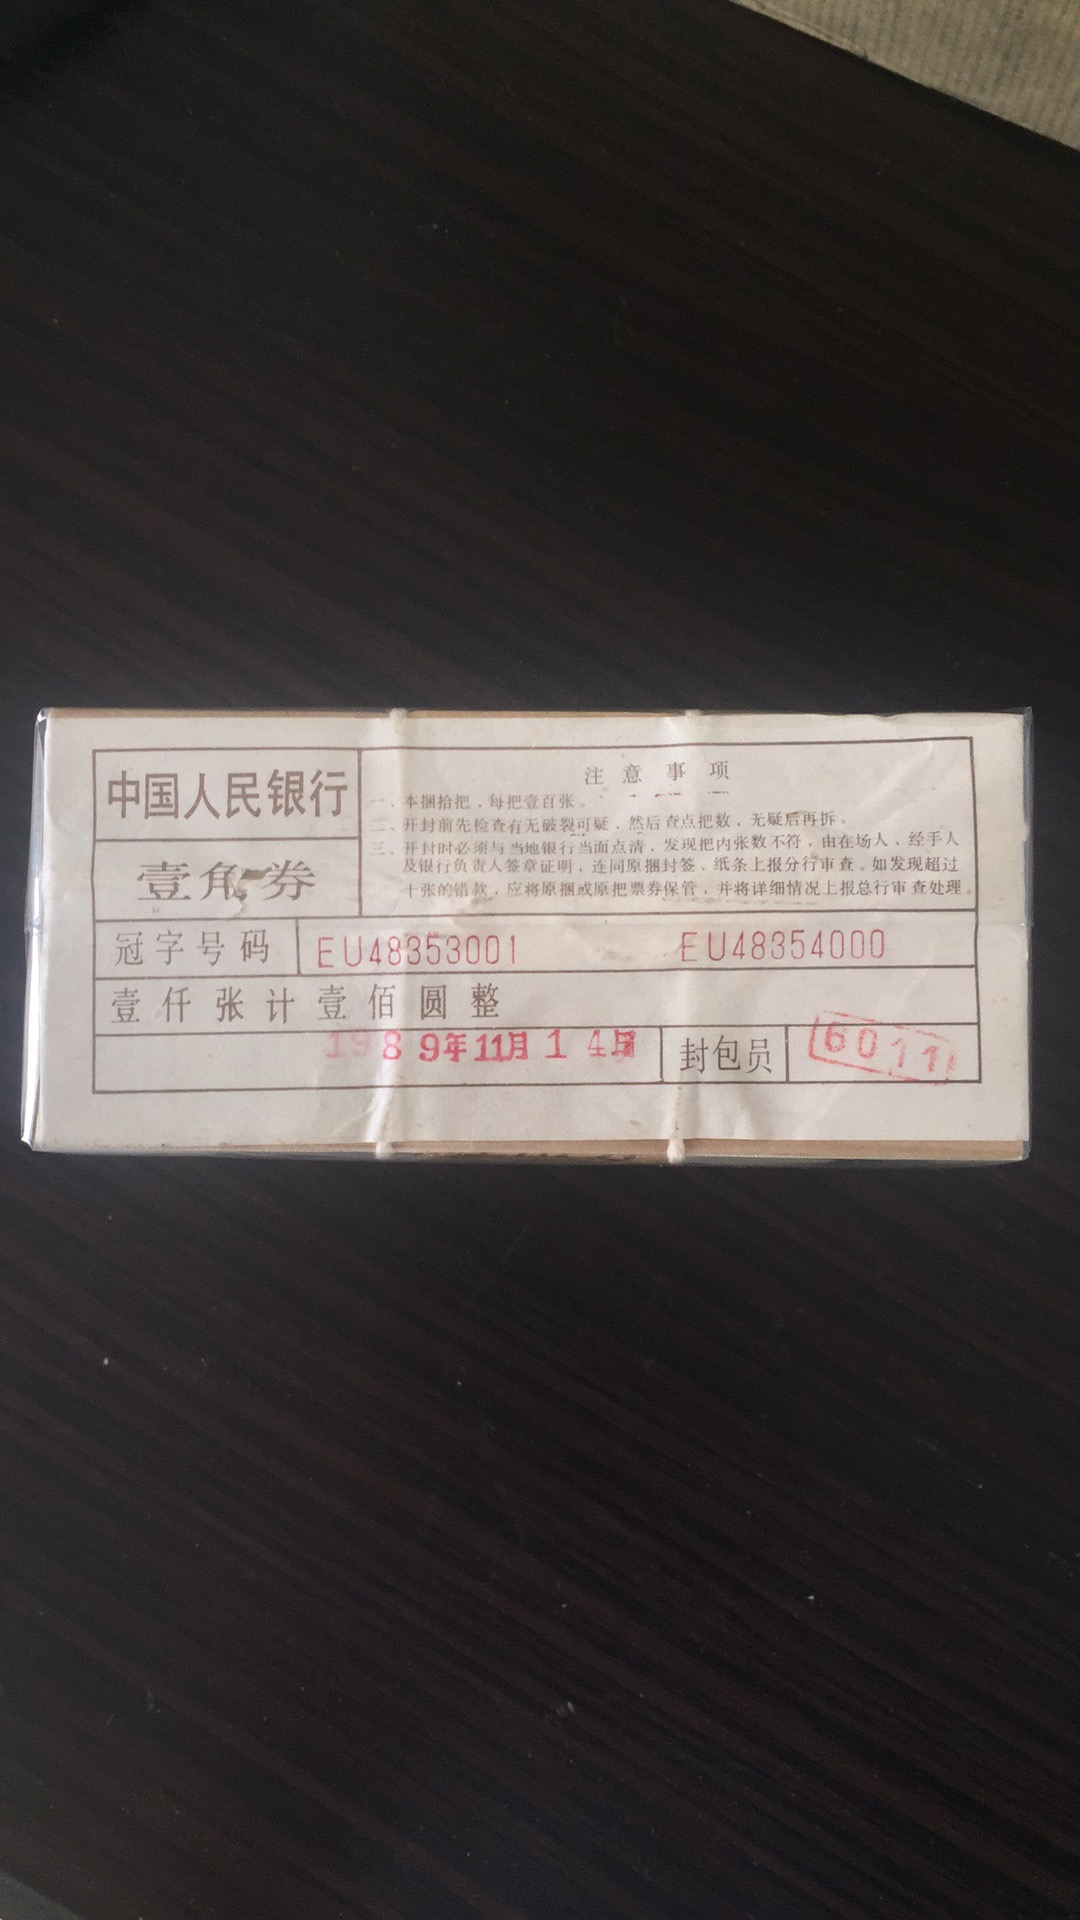 中国人民银行
壹角券
注意事项
一、本捆拾把，每把壹百张。
二、开封前先检查有无破裂可疑，然后查点把数，无疑后再拆。
三、开封时必须与当地银行当面点清，发现把内张数不符，由在场人、经手人
及银行负责人签章证明，连同原捆封签、纸条上报分行审查。如发现超过
十张的错款，应将原捆或原把票券保管，并将详细情况上报总行审查处理。
冠字号码 EU48353001 EU48354000
壹仟张计壹佰圆整
1989年11月14日 封包员 6011